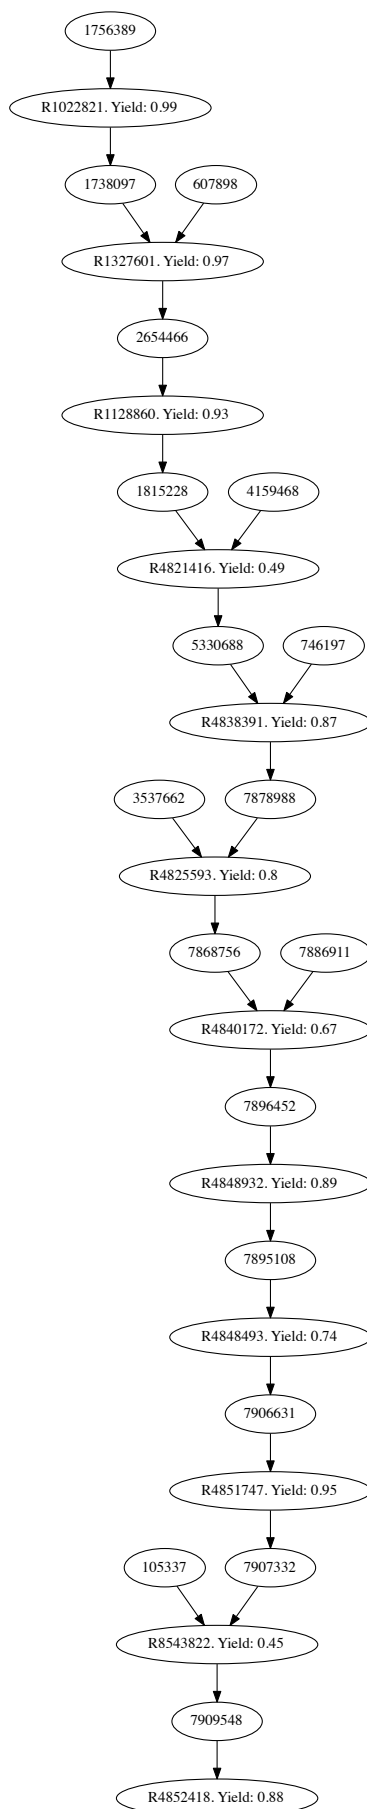 1756389
R1022821. Yield: 0.99
1738097
607898
R1327601. Yield: 0.97
2654466
R1128860. Yield: 0.93
1815228
4159468
R4821416. Yield: 0.49
5330688
746197
R4838391. Yield: 0.87
3537662
7878988
R4825593. Yield: 0.8
7868756
7886911
R4840172. Yield: 0.67
7896452
R4848932. Yield: 0.89
7895108
R4848493. Yield: 0.74
7906631
R4851747. Yield: 0.95
105337
7907332
R8543822. Yield: 0.45
7909548
R4852418. Yield: 0.88